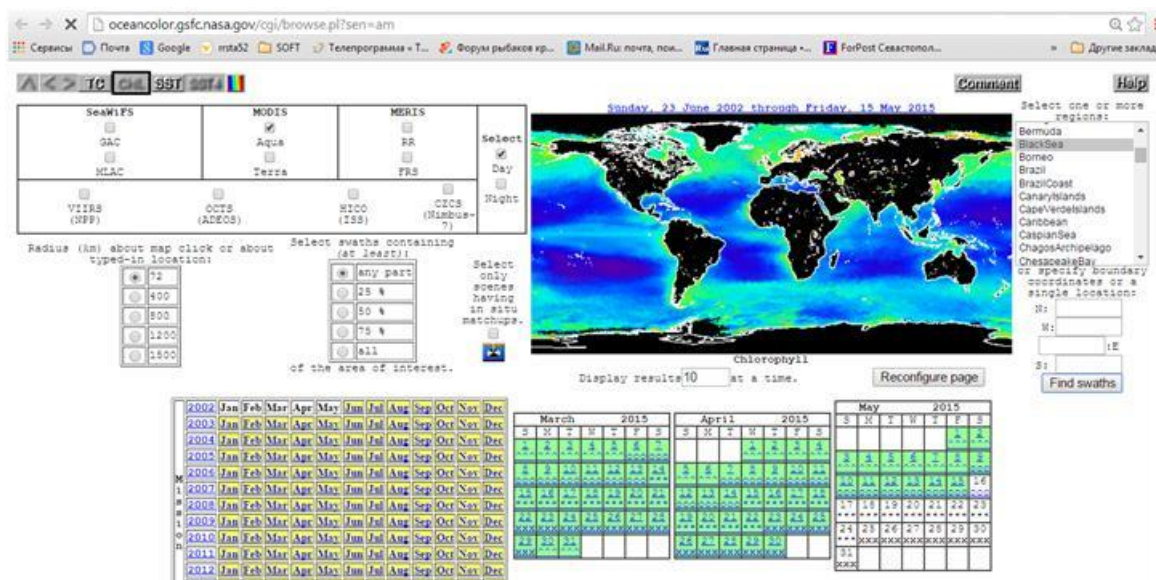 oceancolor.gsfc.nasa.gov/cgi/browse.pl?sen=am
Сервисы Почта Google msta52 SOFT Телепрограмма « Т... Форум рыбаков кр... Mail.Ru: почта, пои... Главная страница •... ForPost Севастопол... » Другие заклад
TC CHL SST SST4 Comment Help
SeaWiFS MODIS MERIS
GAC Aqua RR
MLAC Terra FRS
Select
Day
Night
VIIRS (NPP) OCTS (ADEOS) HICO (ISS) CZCS (Nimbus-7)
Sunday, 23 June 2002 through Friday, 15 May 2015
Select one or more
regions:
Bermuda
BlackSea
Borneo
Brazil
BrazilCoast
CanaryIslands
CapeVerdeIslands
Caribbean
CaspianSea
ChagosArchipelago
ChesapeakeBay
or specify boundary
coordinates or a
single location:
N:
W:
:E
S:
Find swaths
Radius (km) about map click or about
typed-in location:
72
400
800
1200
1500
Select swaths containing
(at least):
any part
25 %
50 %
75 %
all
of the area of interest.
Select
only
scenes
having
in situ
matchups.
Chlorophyll
Display results 10 at a time.
Reconfigure page
Mission
2002 Jan Feb Mar Apr May Jun Jul Aug Sep Oct Nov Dec
2003 Jan Feb Mar Apr May Jun Jul Aug Sep Oct Nov Dec
2004 Jan Feb Mar Apr May Jun Jul Aug Sep Oct Nov Dec
2005 Jan Feb Mar Apr May Jun Jul Aug Sep Oct Nov Dec
2006 Jan Feb Mar Apr May Jun Jul Aug Sep Oct Nov Dec
2007 Jan Feb Mar Apr May Jun Jul Aug Sep Oct Nov Dec
2008 Jan Feb Mar Apr May Jun Jul Aug Sep Oct Nov Dec
2009 Jan Feb Mar Apr May Jun Jul Aug Sep Oct Nov Dec
2010 Jan Feb Mar Apr May Jun Jul Aug Sep Oct Nov Dec
2011 Jan Feb Mar Apr May Jun Jul Aug Sep Oct Nov Dec
2012 Jan Feb Mar Apr May Jun Jul Aug Sep Oct Nov Dec
March 2015
S M T W T F S
April 2015
S M T W T F S
May 2015
S M T W T F S
16
17 18 19 20 21 22 23
24 25 26 27 28 29 30
31